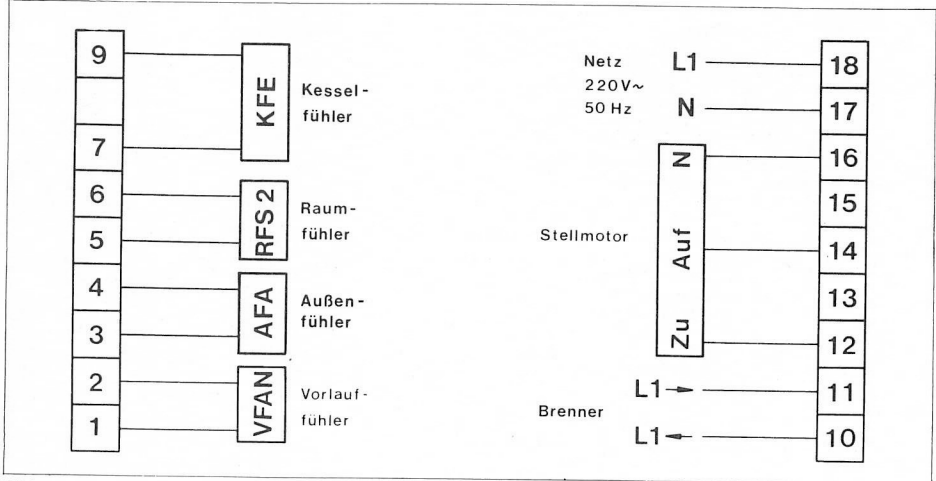 9
7
6
5
4
3
2
1
KFE
Kessel-
fühler
RFS 2
Raum-
fühler
AFA
Außen-
fühler
VFAN
Vorlauf-
fühler
Netz
220V~
50 Hz
L1
N
Stellmotor
N
Auf
Zu
Brenner
L1
L1
18
17
16
15
14
13
12
11
10